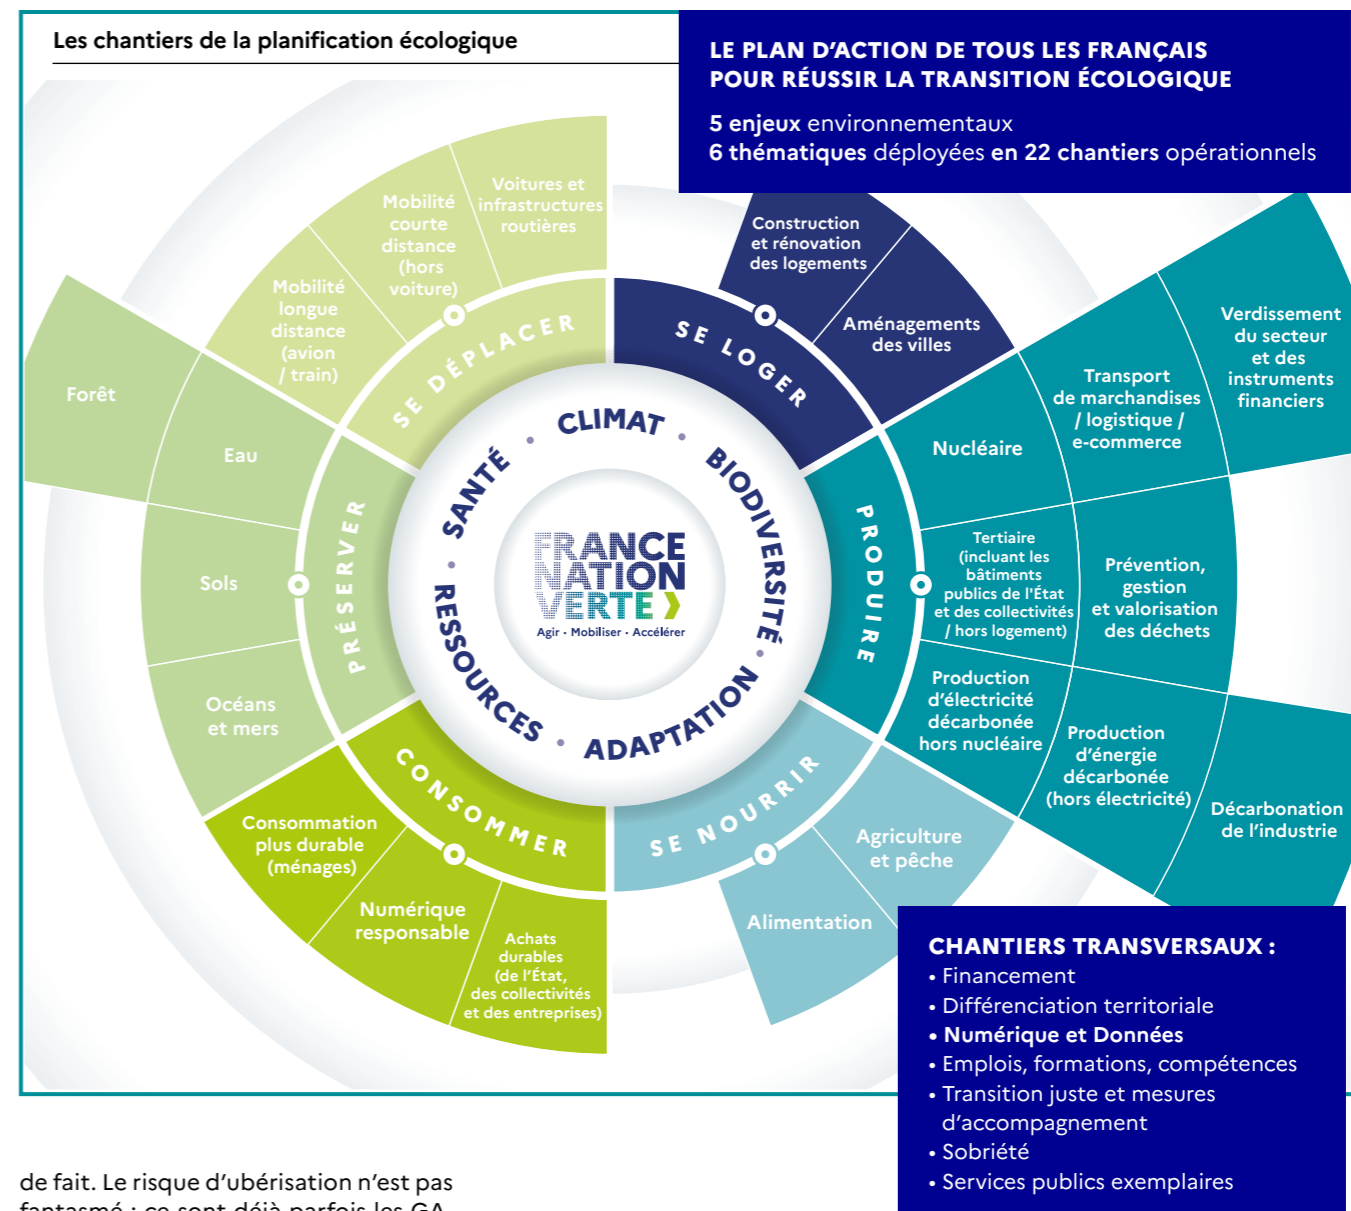 Les chantiers de la planification écologique
LE PLAN D'ACTION DE TOUS LES FRANÇAIS
POUR RÉUSSIR LA TRANSITION ÉCOLOGIQUE
5 enjeux environnementaux
6 thématiques déployées en 22 chantiers opérationnels
SE DÉPLACER
Mobilité
longue
distance
(avion
/ train)
Mobilité
courte
distance
(hors
voiture)
Voitures et
infrastructures
routières
SE LOGER
Construction
et rénovation
des logements
Aménagements
des villes
PRODUIRE
Nucléaire
Transport
de marchandises
/ logistique /
e-commerce
Verdissement
du secteur
et des
instruments
financiers
Tertiaire
(incluant les
bâtiments
publics de l'État
et des collectivités
/ hors logement)
Prévention,
gestion
et valorisation
des déchets
Production
d'électricité
décarbonée
hors nucléaire
Production
d'énergie
décarbonée
(hors électricité)
Décarbonation
de l'industrie
SE NOURRIR
Agriculture
et pêche
Alimentation
CONSOMMER
Consommation
plus durable
(ménages)
Numérique
responsable
Achats
durables
(de l'État,
des collectivités
et des entreprises)
PRÉSERVER
Forêt
Eau
Sols
Océans
et mers
CLIMAT · BIODIVERSITÉ · ADAPTATION · RESSOURCES · SANTÉ ·
FRANCE
NATION
VERTE
Agir · Mobiliser · Accélérer
CHANTIERS TRANSVERSAUX :
• Financement
• Différenciation territoriale
• Numérique et Données
• Emplois, formations, compétences
• Transition juste et mesures
d'accompagnement
• Sobriété
• Services publics exemplaires
de fait. Le risque d'ubérisation n'est pas
fantasmé : ce sont déjà parfois les GA-